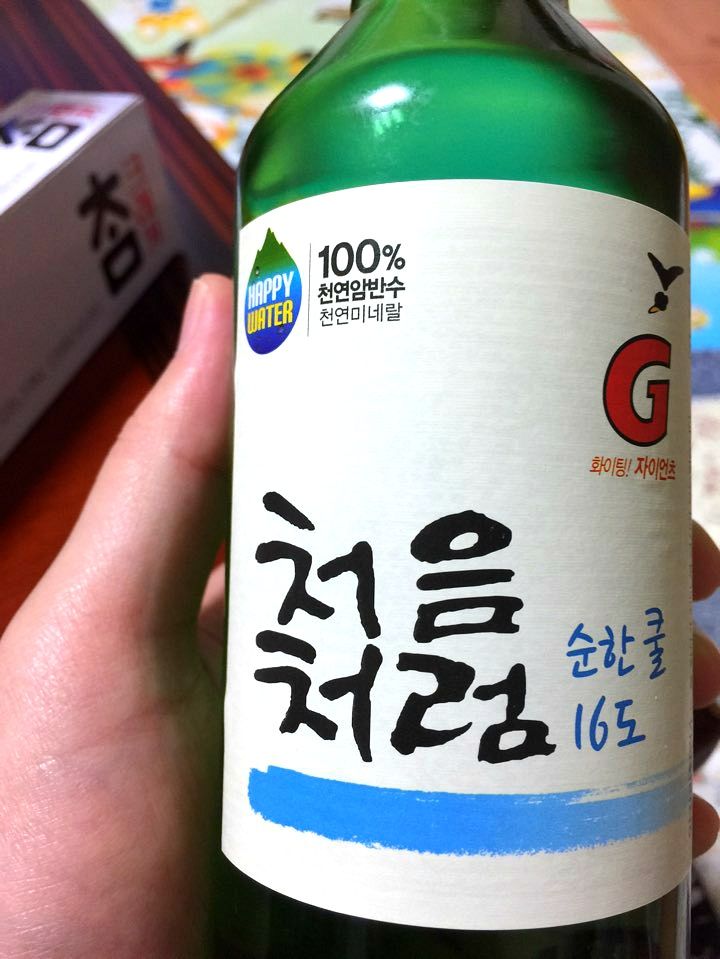 HAPPY
WATER
100%
천연암반수
천연미네랄
G
화이팅! 자이언츠
처음
처럼
순한 쿨
16도